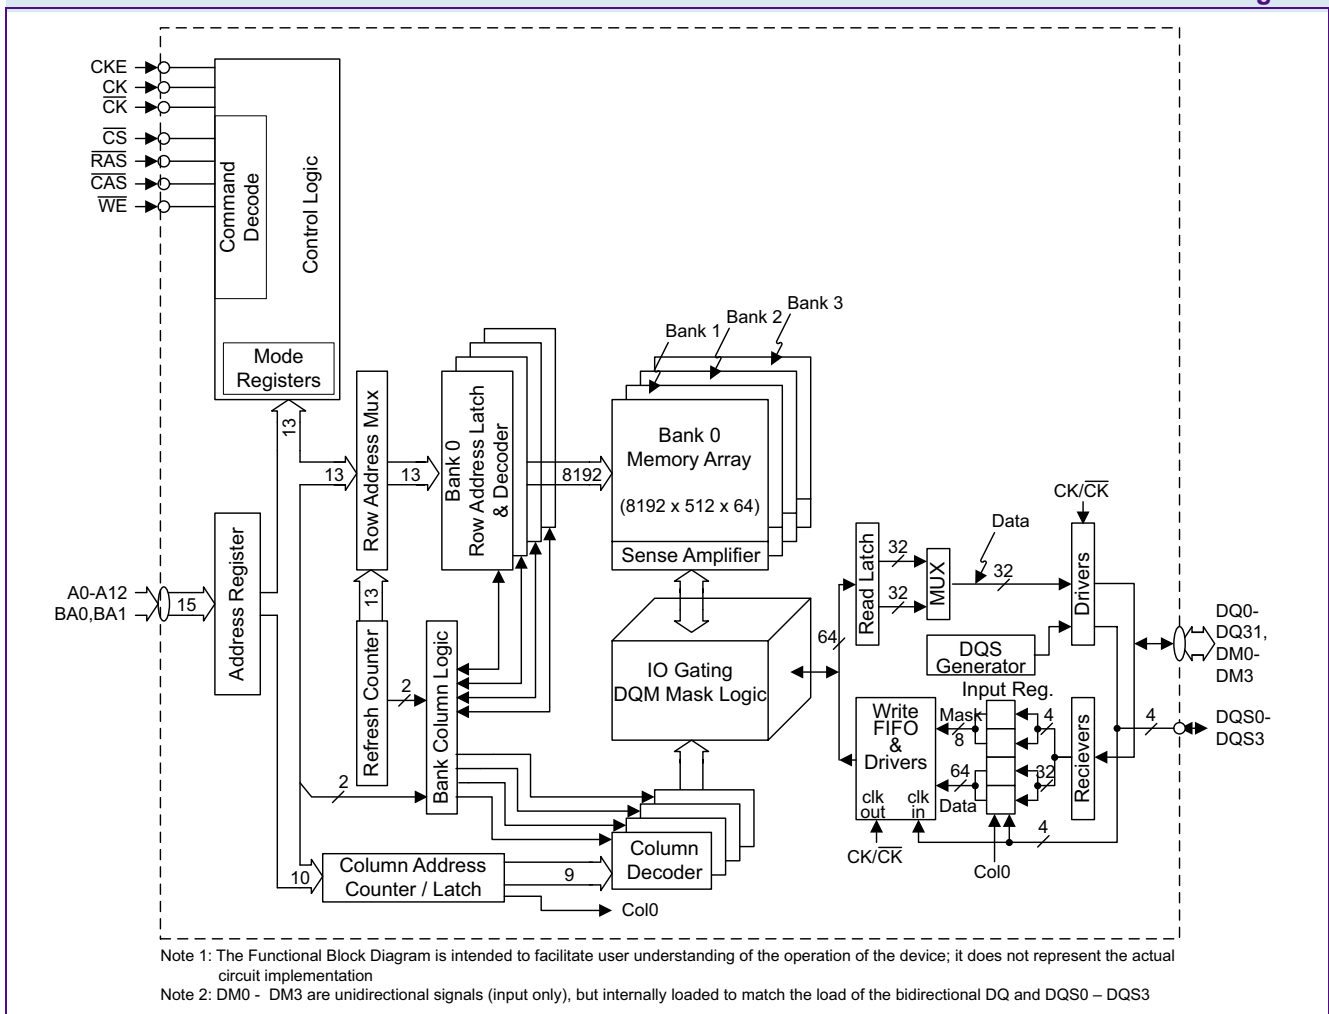 CKE
CK
CK
CS
RAS
CAS
WE
Command
Decode
Control Logic
Mode
Registers
13
Bank 1
Bank 2
Bank 3
Row Address Mux
13
13
Bank 0
Row Address Latch
& Decoder
8192
Bank 0
Memory Array
(8192 x 512 x 64)
Sense Amplifier
A0-A12
BA0,BA1
15
Address Register
13
Refresh Counter
2
2
Bank Column Logic
IO Gating
DQM Mask Logic
64
Read Latch
32
32
MUX
Data
32
CK/CK
Drivers
DQS
Generator
DQ0-
DQ31,
DM0-
DM3
Input Reg.
Write
FIFO
&
Drivers
clk
out
clk
in
Mask
8
64
Data
4
32
Recievers
4
DQS0-
DQS3
4
CK/CK
Col0
10
Column Address
Counter / Latch
9
Column
Decoder
Col0
Note 1: The Functional Block Diagram is intended to facilitate user understanding of the operation of the device; it does not represent the actual
circuit implementation
Note 2: DM0 - DM3 are unidirectional signals (input only), but internally loaded to match the load of the bidirectional DQ and DQS0 – DQS3